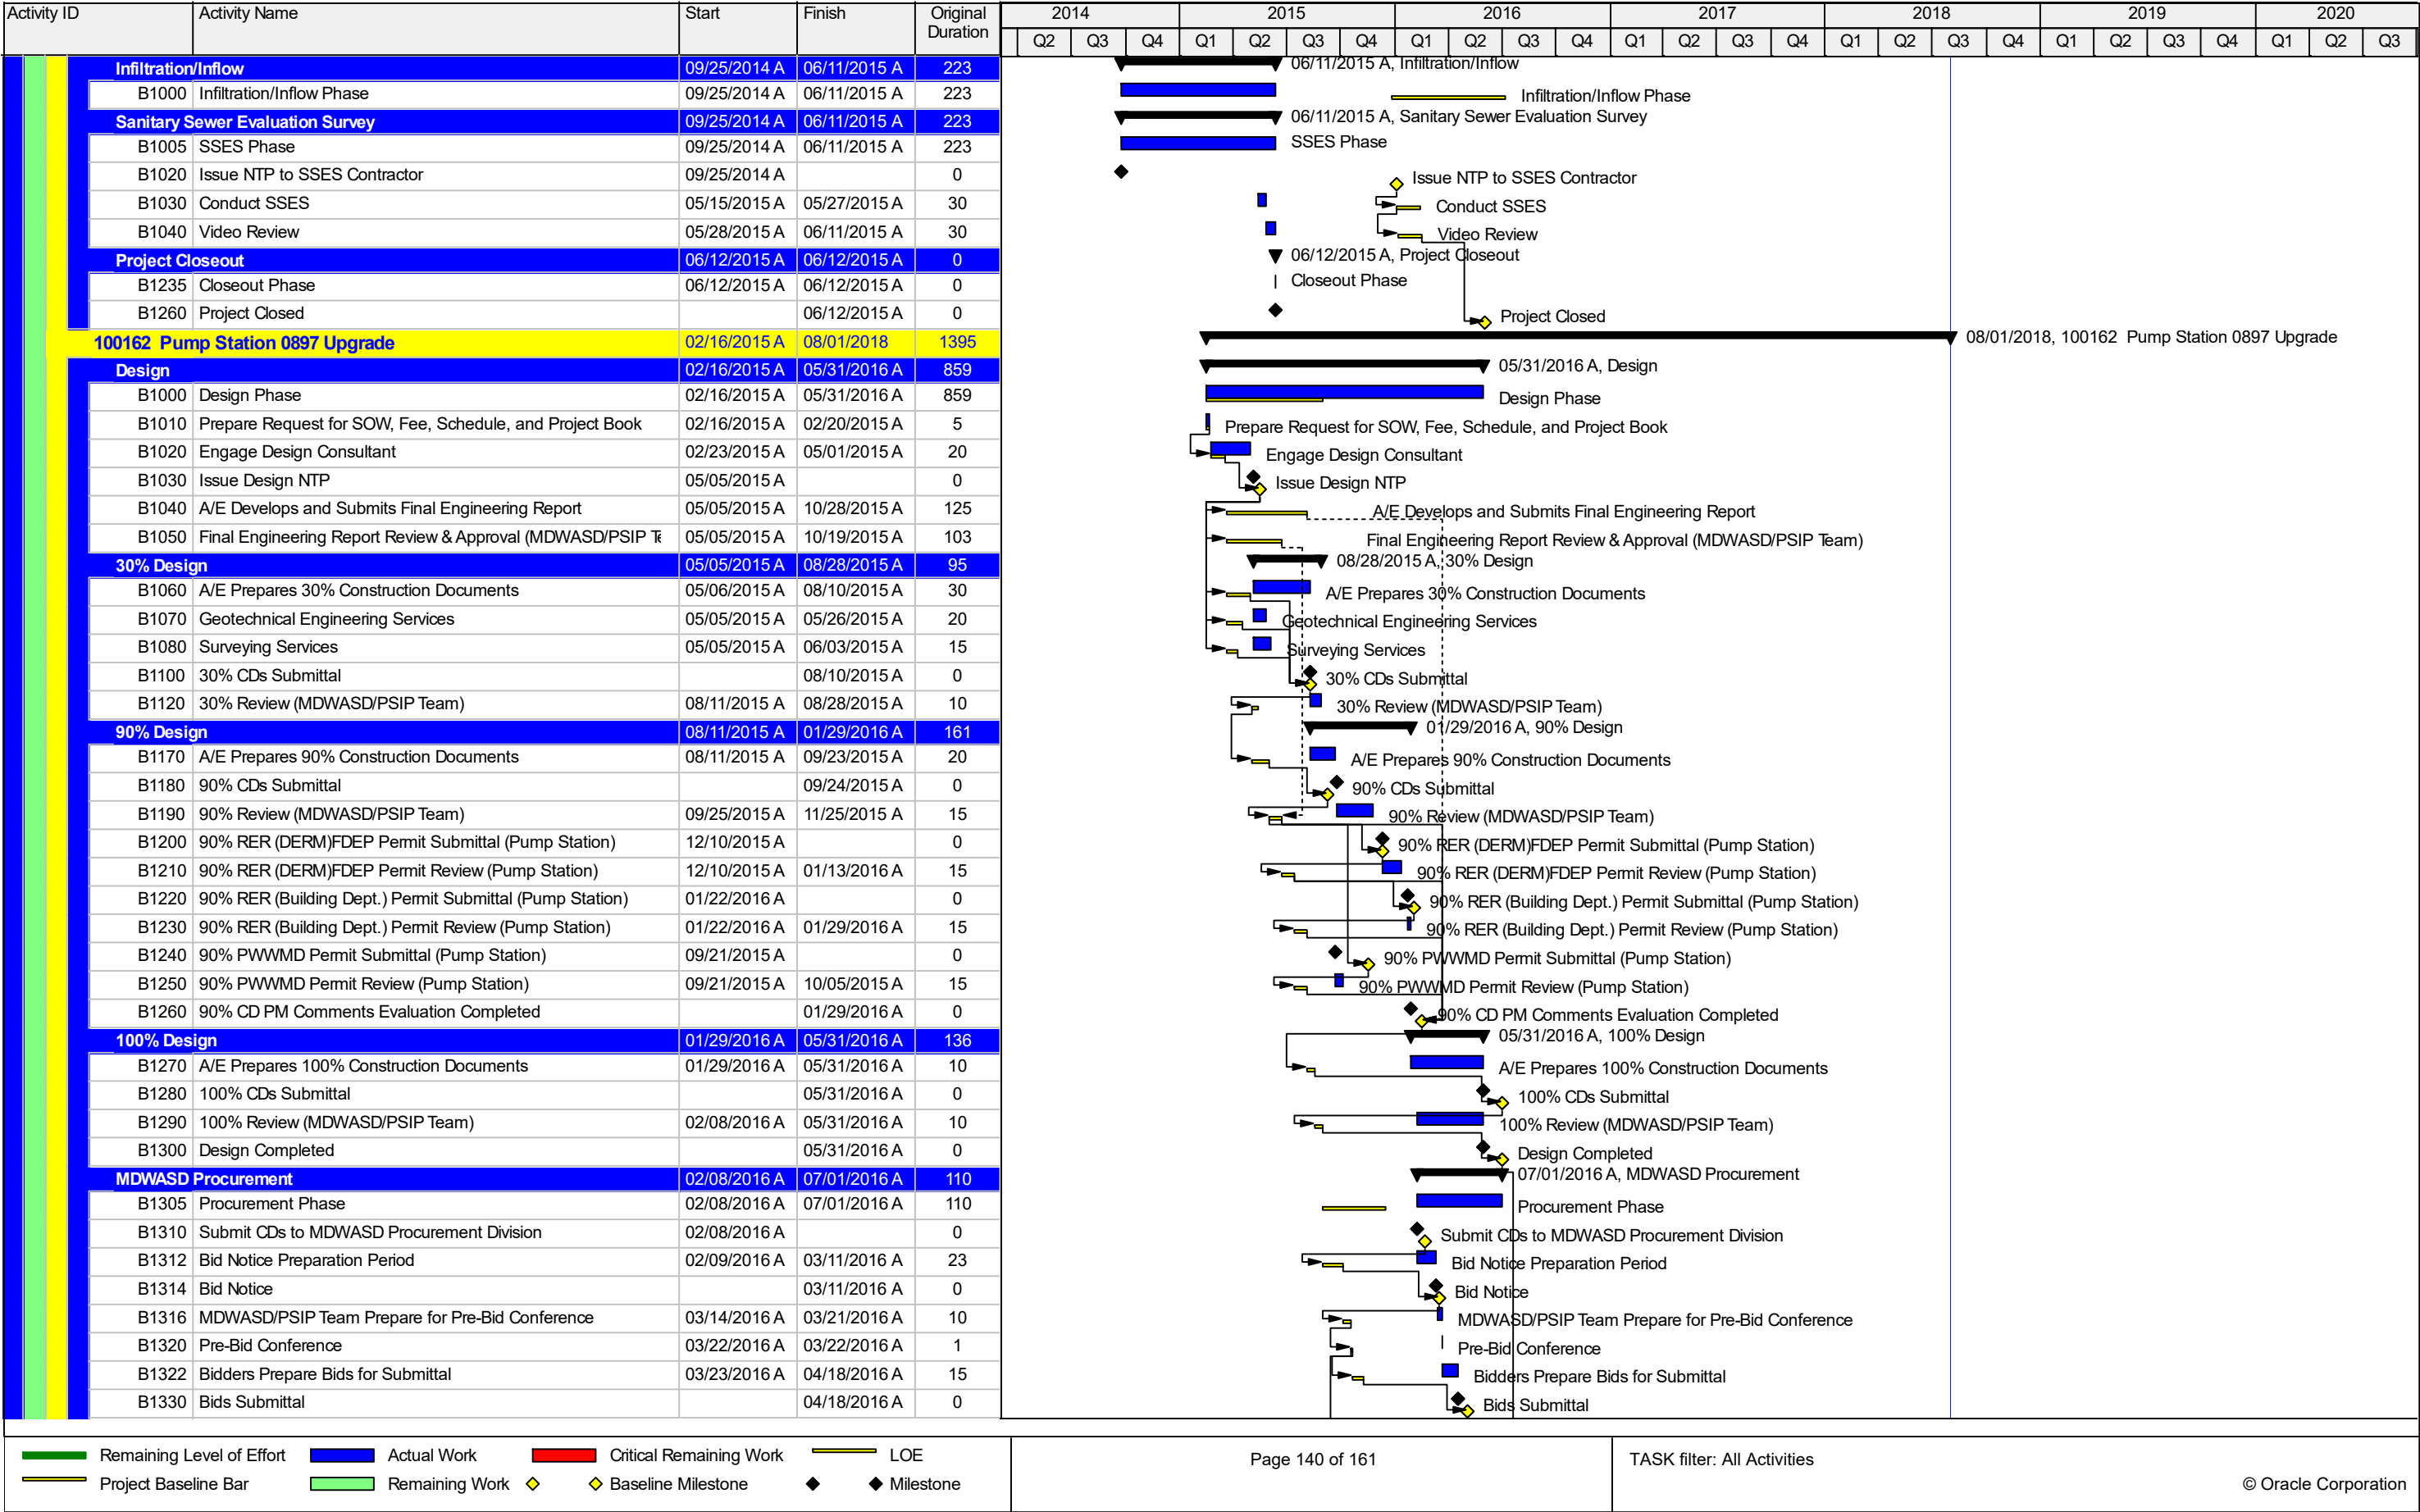 Activity ID Activity Name Start Finish Original Duration 2014 2015 2016 2017 2018 2019 2020
Q2 Q3 Q4 Q1 Q2 Q3 Q4 Q1 Q2 Q3 Q4 Q1 Q2 Q3 Q4 Q1 Q2 Q3 Q4 Q1 Q2 Q3 Q4 Q1 Q2 Q3
Infiltration/Inflow 09/25/2014 A 06/11/2015 A 223 06/11/2015 A, Infiltration/Inflow
B1000 Infiltration/Inflow Phase 09/25/2014 A 06/11/2015 A 223 Infiltration/Inflow Phase
Sanitary Sewer Evaluation Survey 09/25/2014 A 06/11/2015 A 223 06/11/2015 A, Sanitary Sewer Evaluation Survey
B1005 SSES Phase 09/25/2014 A 06/11/2015 A 223 SSES Phase
B1020 Issue NTP to SSES Contractor 09/25/2014 A 0 Issue NTP to SSES Contractor
B1030 Conduct SSES 05/15/2015 A 05/27/2015 A 30 Conduct SSES
B1040 Video Review 05/28/2015 A 06/11/2015 A 30 Video Review
Project Closeout 06/12/2015 A 06/12/2015 A 0 06/12/2015 A, Project Closeout
B1235 Closeout Phase 06/12/2015 A 06/12/2015 A 0 Closeout Phase
B1260 Project Closed 06/12/2015 A 0 Project Closed
100162 Pump Station 0897 Upgrade 02/16/2015 A 08/01/2018 1395 08/01/2018, 100162 Pump Station 0897 Upgrade
Design 02/16/2015 A 05/31/2016 A 859 05/31/2016 A, Design
B1000 Design Phase 02/16/2015 A 05/31/2016 A 859 Design Phase
B1010 Prepare Request for SOW, Fee, Schedule, and Project Book 02/16/2015 A 02/20/2015 A 5 Prepare Request for SOW, Fee, Schedule, and Project Book
B1020 Engage Design Consultant 02/23/2015 A 05/01/2015 A 20 Engage Design Consultant
B1030 Issue Design NTP 05/05/2015 A 0 Issue Design NTP
B1040 A/E Develops and Submits Final Engineering Report 05/05/2015 A 10/28/2015 A 125 A/E Develops and Submits Final Engineering Report
B1050 Final Engineering Report Review & Approval (MDWASD/PSIP Te 05/05/2015 A 10/19/2015 A 103 Final Engineering Report Review & Approval (MDWASD/PSIP Team)
30% Design 05/05/2015 A 08/28/2015 A 95 08/28/2015 A, 30% Design
B1060 A/E Prepares 30% Construction Documents 05/06/2015 A 08/10/2015 A 30 A/E Prepares 30% Construction Documents
B1070 Geotechnical Engineering Services 05/05/2015 A 05/26/2015 A 20 Geotechnical Engineering Services
B1080 Surveying Services 05/05/2015 A 06/03/2015 A 15 Surveying Services
B1100 30% CDs Submittal 08/10/2015 A 0 30% CDs Submittal
B1120 30% Review (MDWASD/PSIP Team) 08/11/2015 A 08/28/2015 A 10 30% Review (MDWASD/PSIP Team)
90% Design 08/11/2015 A 01/29/2016 A 161 01/29/2016 A, 90% Design
B1170 A/E Prepares 90% Construction Documents 08/11/2015 A 09/23/2015 A 20 A/E Prepares 90% Construction Documents
B1180 90% CDs Submittal 09/24/2015 A 0 90% CDs Submittal
B1190 90% Review (MDWASD/PSIP Team) 09/25/2015 A 11/25/2015 A 15 90% Review (MDWASD/PSIP Team)
B1200 90% RER (DERM)FDEP Permit Submittal (Pump Station) 12/10/2015 A 0 90% RER (DERM)FDEP Permit Submittal (Pump Station)
B1210 90% RER (DERM)FDEP Permit Review (Pump Station) 12/10/2015 A 01/13/2016 A 15 90% RER (DERM)FDEP Permit Review (Pump Station)
B1220 90% RER (Building Dept.) Permit Submittal (Pump Station) 01/22/2016 A 0 90% RER (Building Dept.) Permit Submittal (Pump Station)
B1230 90% RER (Building Dept.) Permit Review (Pump Station) 01/22/2016 A 01/29/2016 A 15 90% RER (Building Dept.) Permit Review (Pump Station)
B1240 90% PWWMD Permit Submittal (Pump Station) 09/21/2015 A 0 90% PWWMD Permit Submittal (Pump Station)
B1250 90% PWWMD Permit Review (Pump Station) 09/21/2015 A 10/05/2015 A 15 90% PWWMD Permit Review (Pump Station)
B1260 90% CD PM Comments Evaluation Completed 01/29/2016 A 0 90% CD PM Comments Evaluation Completed
100% Design 01/29/2016 A 05/31/2016 A 136 05/31/2016 A, 100% Design
B1270 A/E Prepares 100% Construction Documents 01/29/2016 A 05/31/2016 A 10 A/E Prepares 100% Construction Documents
B1280 100% CDs Submittal 05/31/2016 A 0 100% CDs Submittal
B1290 100% Review (MDWASD/PSIP Team) 02/08/2016 A 05/31/2016 A 10 100% Review (MDWASD/PSIP Team)
B1300 Design Completed 05/31/2016 A 0 Design Completed
MDWASD Procurement 02/08/2016 A 07/01/2016 A 110 07/01/2016 A, MDWASD Procurement
B1305 Procurement Phase 02/08/2016 A 07/01/2016 A 110 Procurement Phase
B1310 Submit CDs to MDWASD Procurement Division 02/08/2016 A 0 Submit CDs to MDWASD Procurement Division
B1312 Bid Notice Preparation Period 02/09/2016 A 03/11/2016 A 23 Bid Notice Preparation Period
B1314 Bid Notice 03/11/2016 A 0 Bid Notice
B1316 MDWASD/PSIP Team Prepare for Pre-Bid Conference 03/14/2016 A 03/21/2016 A 10 MDWASD/PSIP Team Prepare for Pre-Bid Conference
B1320 Pre-Bid Conference 03/22/2016 A 03/22/2016 A 1 Pre-Bid Conference
B1322 Bidders Prepare Bids for Submittal 03/23/2016 A 04/18/2016 A 15 Bidders Prepare Bids for Submittal
B1330 Bids Submittal 04/18/2016 A 0 Bids Submittal
Remaining Level of Effort Actual Work Critical Remaining Work LOE Page 140 of 161 TASK filter: All Activities
Project Baseline Bar Remaining Work Baseline Milestone Milestone © Oracle Corporation